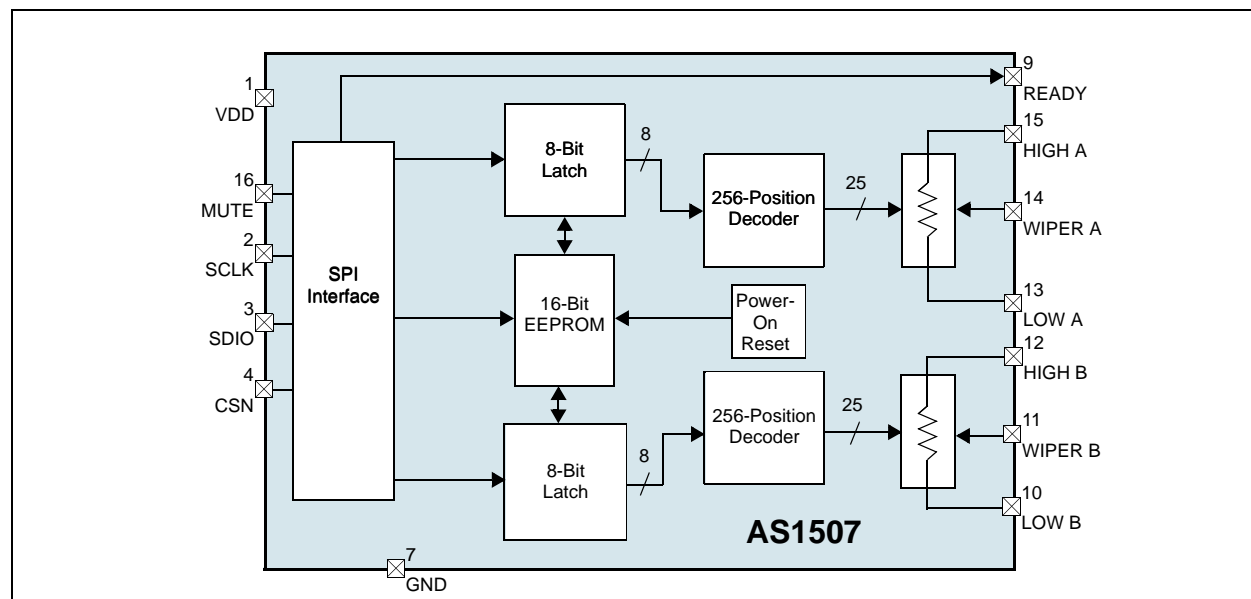 1
VDD
16
MUTE
2
SCLK
3
SDIO
4
CSN
7
GND
SPI
Interface
8-Bit
Latch
8
16-Bit
EEPROM
8-Bit
Latch
8
256-Position
Decoder
25
Power-
On
Reset
256-Position
Decoder
25
9
READY
15
HIGH A
14
WIPER A
13
LOW A
12
HIGH B
11
WIPER B
10
LOW B
AS1507